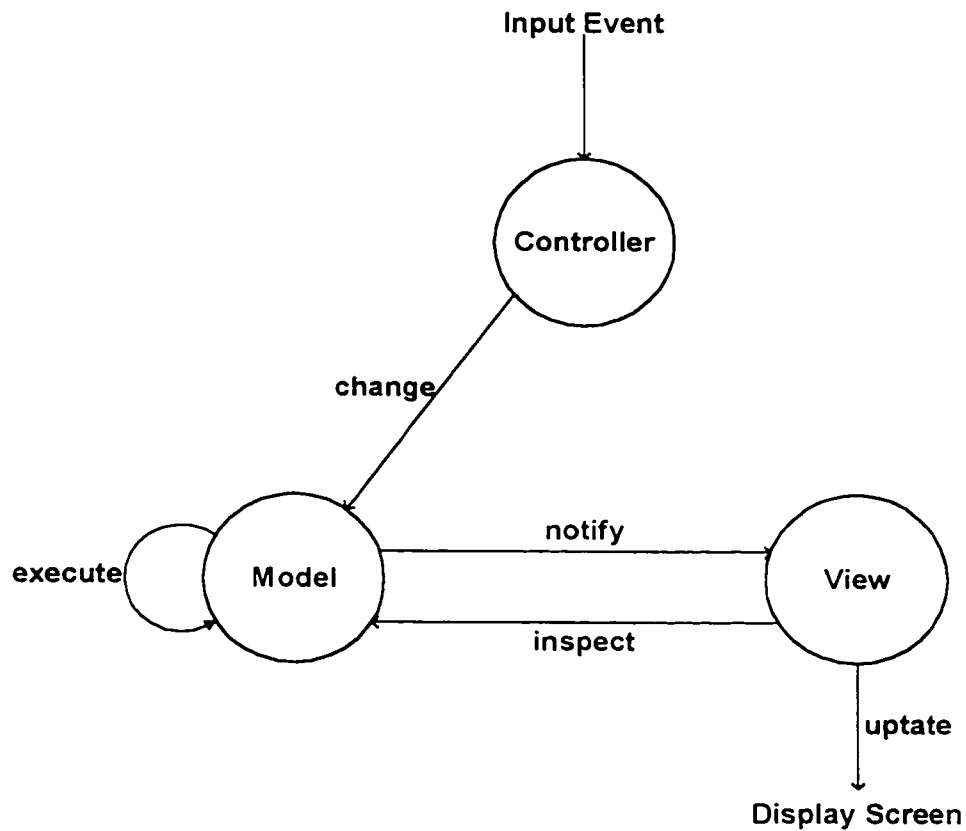 Input Event
Controller
change
notify
execute
Model
View
inspect
uptate
Display Screen